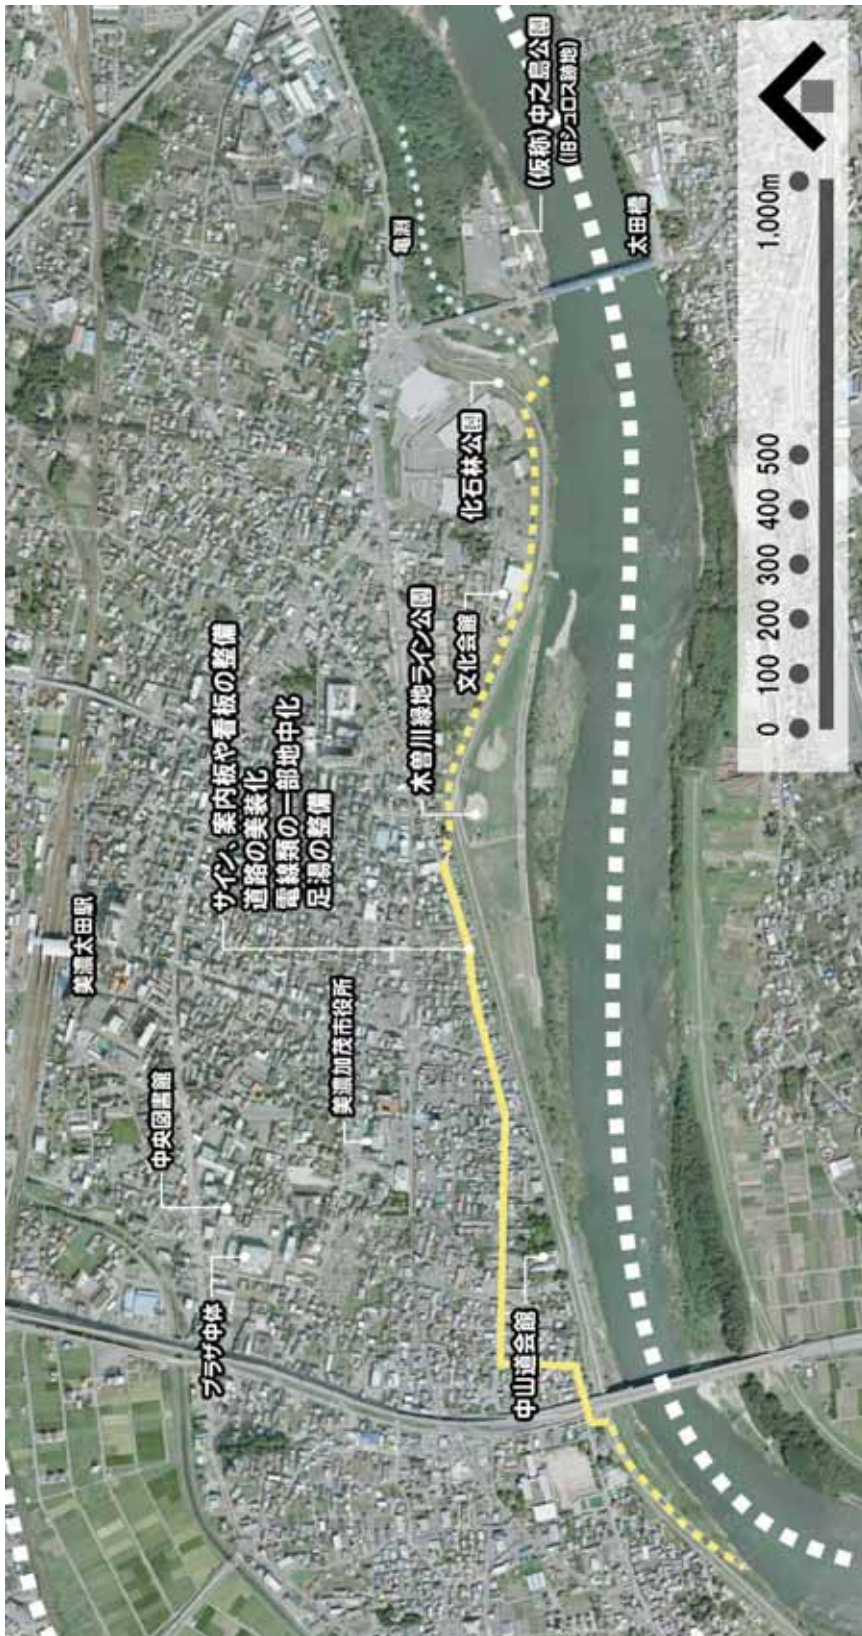 美濃太田駅
中央図書館
プラザ中体
美濃加茂市役所
サイン、案内板や看板の整備
道路の美装化
電線類の一部地中化
足湯の整備
木曽川緑地ライン公園
文化会館
化石林公園
亀渕
(仮称)中之島公園
(旧シュロス跡地)
太田橋
中山道会館
0 100 200 300 400 500 1,000m